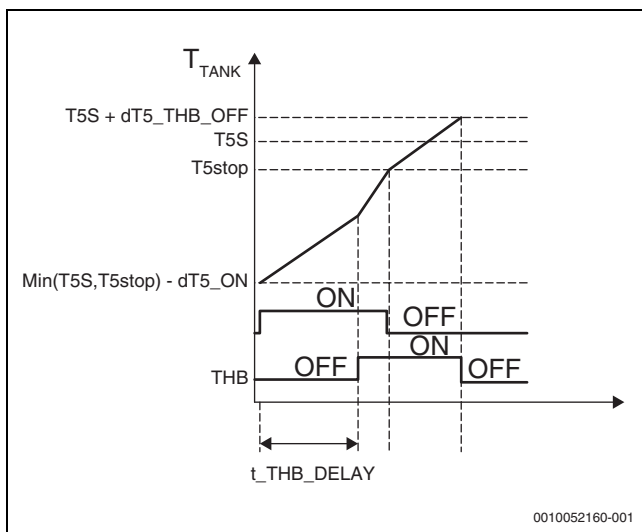 T_TANK
T5S + dT5_THB_OFF
T5S
T5stop
Min(T5S,T5stop) - dT5_ON
ON
OFF
ON
THB
OFF
OFF
t_THB_DELAY
0010052160-001